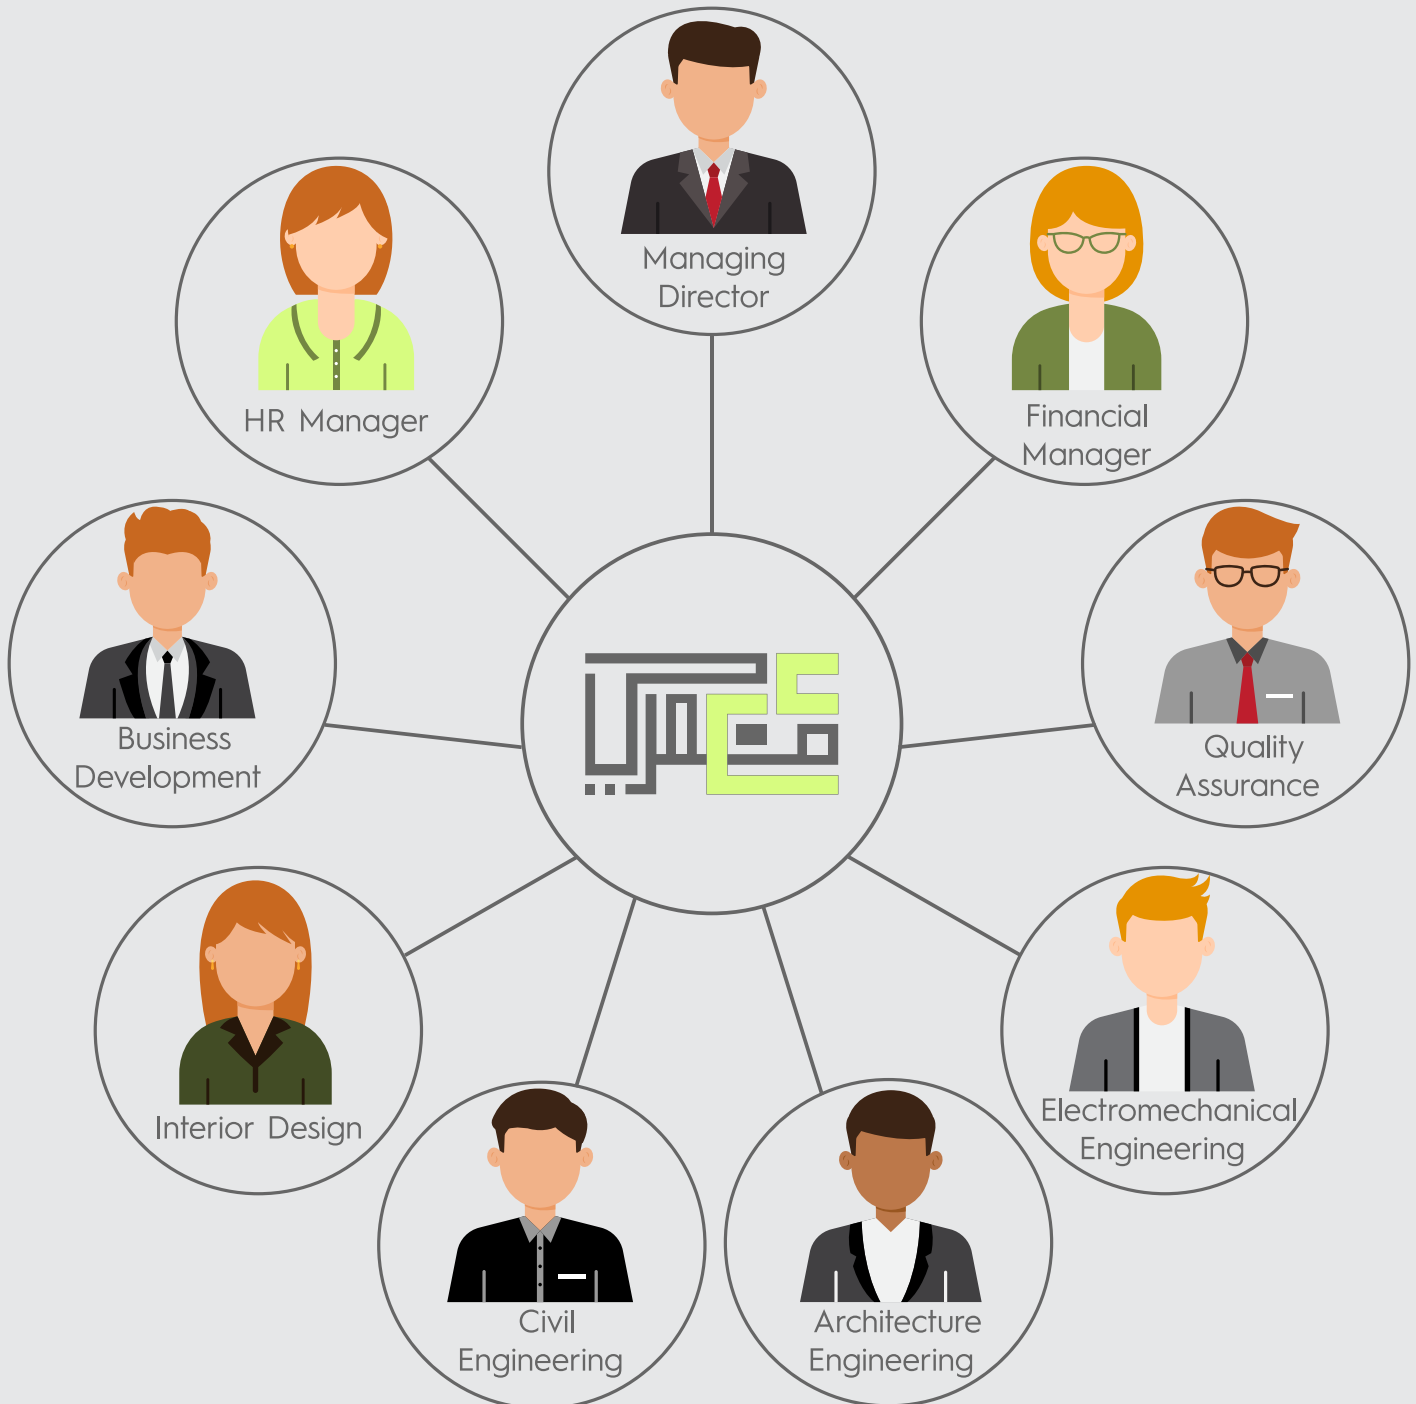 Managing
Director
HR Manager
Financial
Manager
Business
Development
Quality
Assurance
Interior Design
Electromechanical
Engineering
Civil
Engineering
Architecture
Engineering